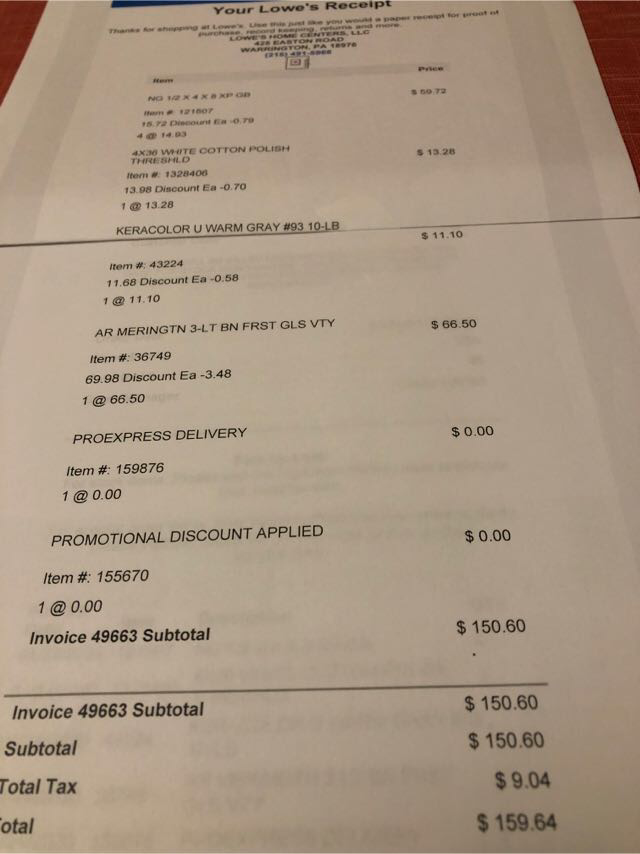 Your Lowe's Receipt
Thanks for shopping at Lowe's. Use this just like you would a paper receipt for proof of
purchase, record keeping, returns and more.
LOWE'S HOME CENTERS, LLC
425 EASTON ROAD
WARRINGTON, PA 18976
(215) 491-5966
Item Price
NG 1/2 X 4 X 8 XP GB $ 59.72
Item #: 121507
15.72 Discount Ea -0.79
4 @ 14.93
4X36 WHITE COTTON POLISH $ 13.28
THRESHLD
Item #: 1328406
13.98 Discount Ea -0.70
1 @ 13.28
KERACOLOR U WARM GRAY #93 10-LB $ 11.10
Item #: 43224
11.68 Discount Ea -0.58
1 @ 11.10
AR MERINGTN 3-LT BN FRST GLS VTY $ 66.50
Item #: 36749
69.98 Discount Ea -3.48
1 @ 66.50
PROEXPRESS DELIVERY $ 0.00
Item #: 159876
1 @ 0.00
PROMOTIONAL DISCOUNT APPLIED $ 0.00
Item #: 155670
1 @ 0.00
Invoice 49663 Subtotal $ 150.60
Invoice 49663 Subtotal $ 150.60
Subtotal $ 150.60
Total Tax $ 9.04
otal $ 159.64